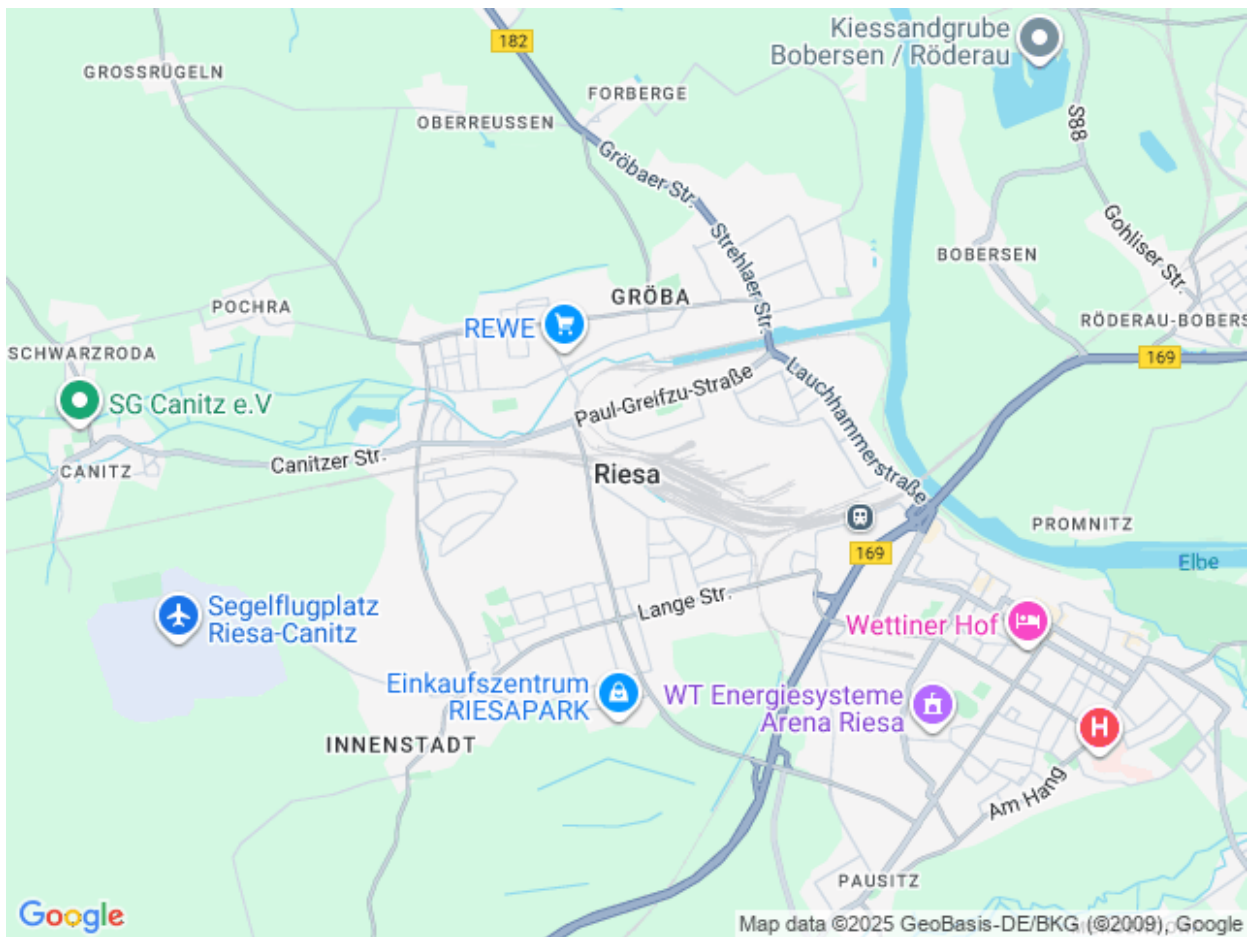 182
Kiessandgrube
Bobersen / Röderau
GROSSRÜGELN
FORBERGE
OBERREUSSEN
S88
Gröbaer Str.
Gohliser Str.
Strehlaer Str.
BOBERSEN
GRÖBA
POCHRA
REWE
RÖDERAU-BOBERS
SCHWARZRODA
169
Lauchhammerstraße
Paul-Greifzu-Straße
SG Canitz e.V
CANITZ
Canitzer Str.
Riesa
PROMNITZ
169
Elbe
Segelflugplatz
Riesa-Canitz
Lange Str.
Wettiner Hof
Einkaufszentrum
RIESAPARK
WT Energiesysteme
Arena Riesa
H
INNENSTADT
Am Hang
PAUSITZ
Google
Map data ©2025 GeoBasis-DE/BKG (©2009), Google